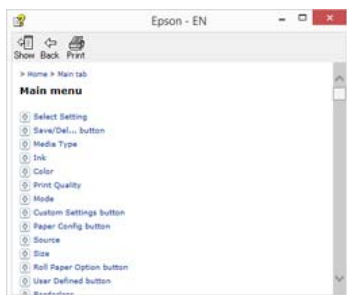 Epson - EN
Show Back Print
> Home > Main tab
Main menu
Select Setting
Save/Del... button
Media Type
Ink
Color
Print Quality
Mode
Custom Settings button
Paper Config button
Source
Size
Roll Paper Option button
User Defined button
Borderless